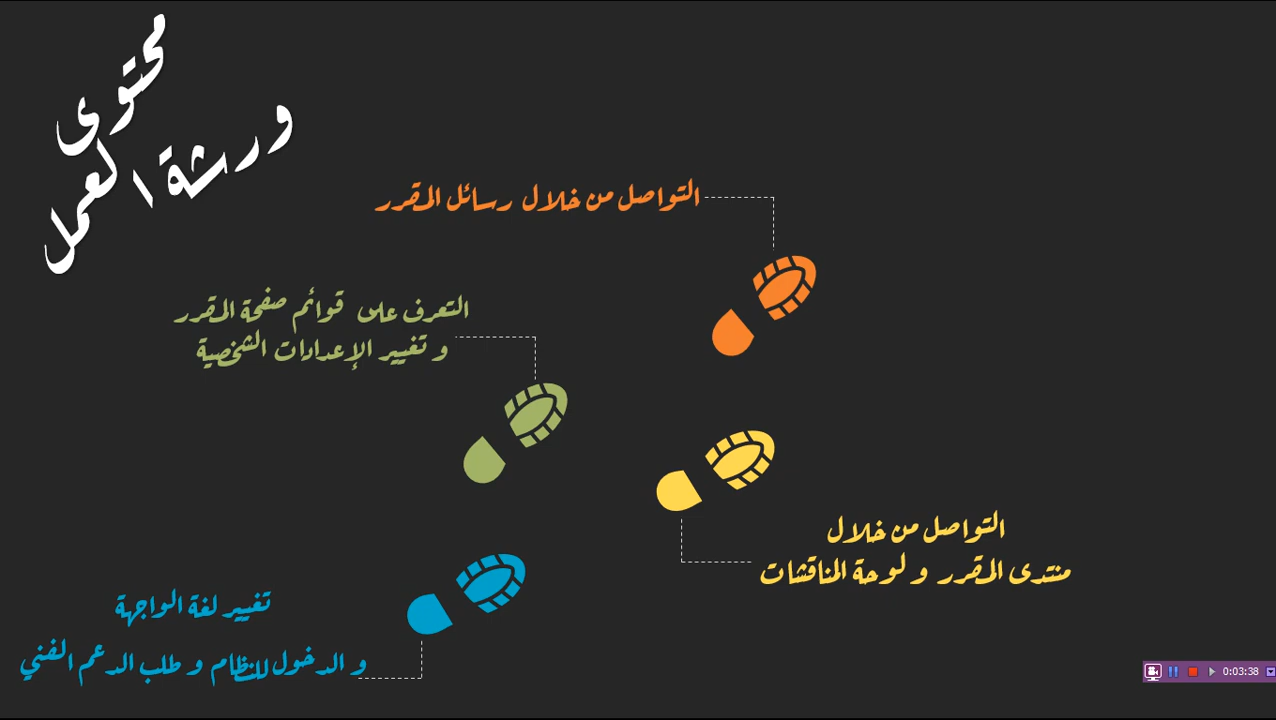 محتوى
ورشة العمل
التواصل من خلال رسائل المقرر
التعرف على قوائم صفحة المقرر
و تغيير الإعدادات الشخصية
التواصل من خلال
منتدى المقرر و لوحة المناقشات
تغيير لغة الواجهة
و الدخول للنظام و طلب الدعم الفني
0:03:38